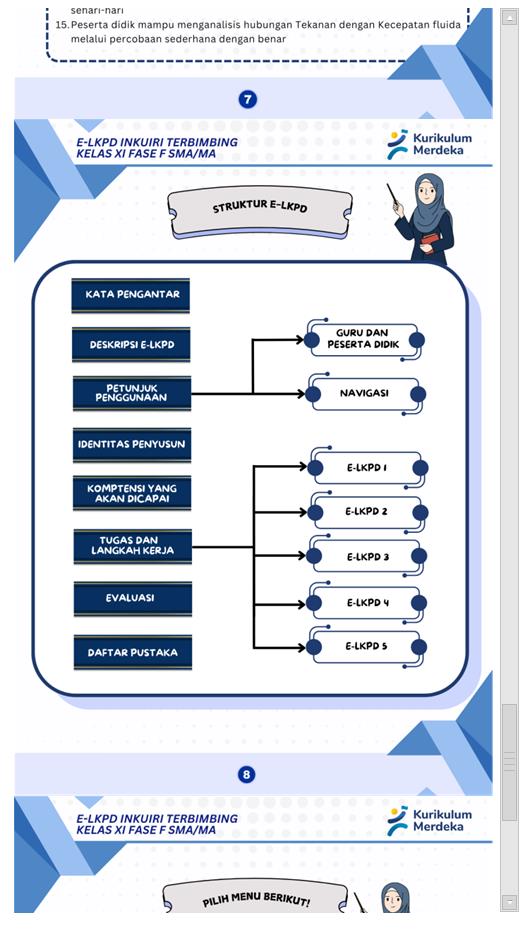 sehari-hari
15. Peserta didik mampu menganalisis hubungan Tekanan dengan Kecepatan fluida
melalui percobaan sederhana dengan benar
7
E-LKPD INKUIRI TERBIMBING
KELAS XI FASE F SMA/MA
Kurikulum
Merdeka
STRUKTUR E-LKPD
KATA PENGANTAR
DESKRIPSI E-LKPD
PETUNJUK
PENGGUNAAN
GURU DAN
PESERTA DIDIK
NAVIGASI
IDENTITAS PENYUSUN
KOMPTENSI YANG
AKAN DICAPAI
TUGAS DAN
LANGKAH KERJA
E-LKPD 1
E-LKPD 2
E-LKPD 3
E-LKPD 4
E-LKPD 5
EVALUASI
DAFTAR PUSTAKA
8
E-LKPD INKUIRI TERBIMBING
KELAS XI FASE F SMA/MA
Kurikulum
Merdeka
PILIH MENU BERIKUT!